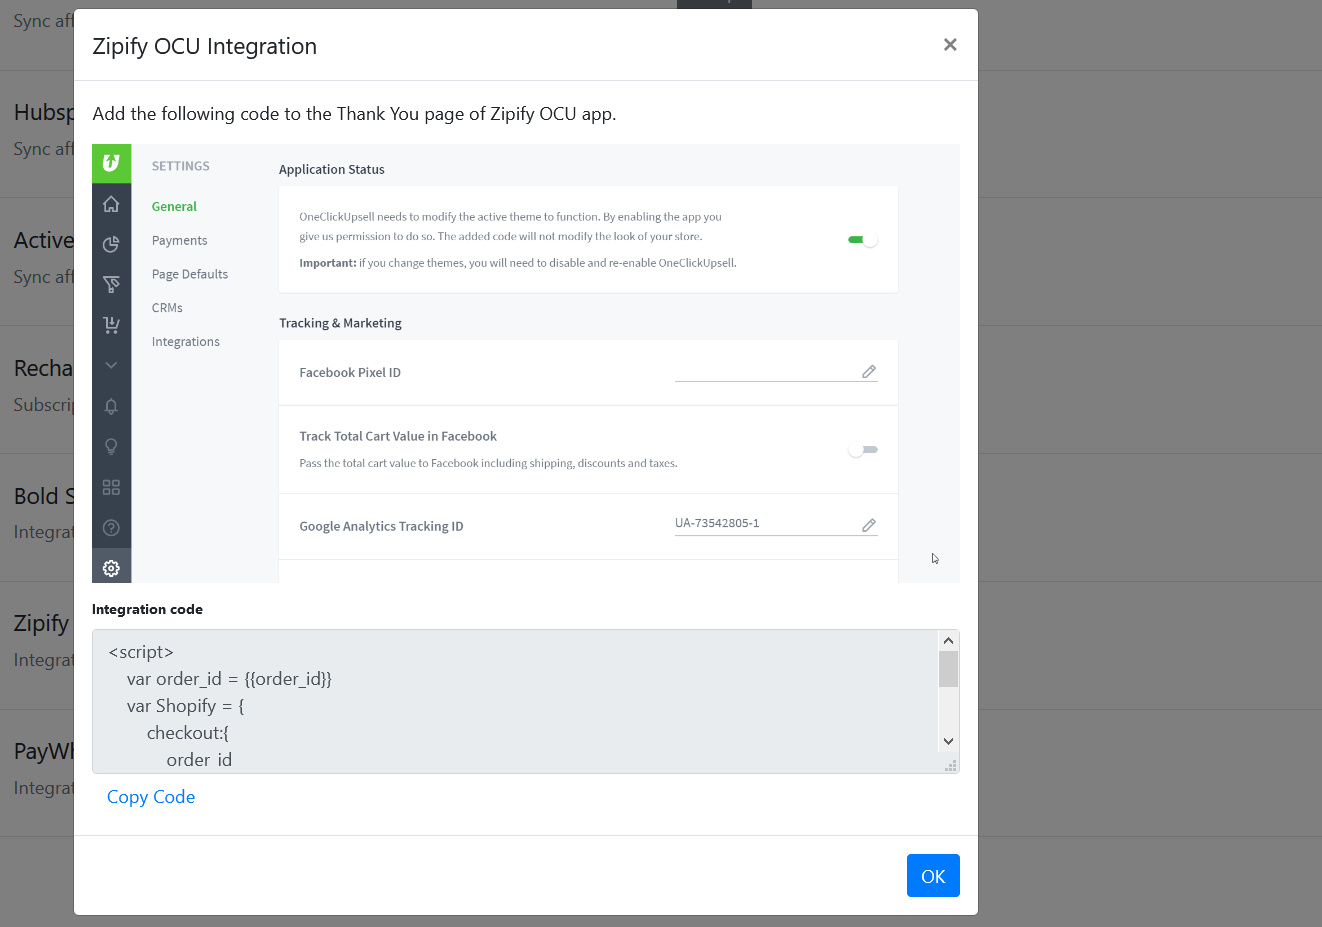 Sync aff
Zipify OCU Integration
×
Add the following code to the Thank You page of Zipify OCU app.
Hubsp
Sync aff
SETTINGS
General
Payments
Page Defaults
CRMs
Integrations
Application Status
OneClickUpsell needs to modify the active theme to function. By enabling the app you
give us permission to do so. The added code will not modify the look of your store.
Important: if you change themes, you will need to disable and re-enable OneClickUpsell.
Tracking & Marketing
Facebook Pixel ID
Track Total Cart Value in Facebook
Pass the total cart value to Facebook including shipping, discounts and taxes.
Google Analytics Tracking ID
UA-73542805-1
Active
Sync aff
Recha
Subscri
Bold S
Integrat
Zipify
Integrat
PayWh
Integrat
Integration code
<script>
var order_id = {{order_id}}
var Shopify = {
checkout:{
order_id
Copy Code
OK